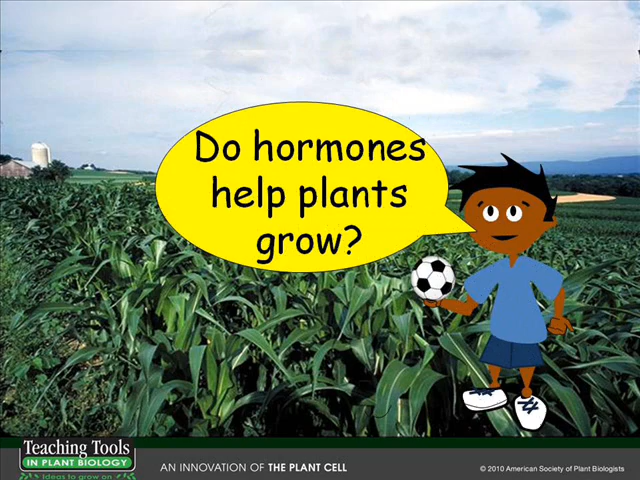 Do hormones
help plants
grow?
Teaching Tools
IN PLANT BIOLOGY
Ideas to grow on
AN INNOVATION OF THE PLANT CELL
© 2010 American Society of Plant Biologists